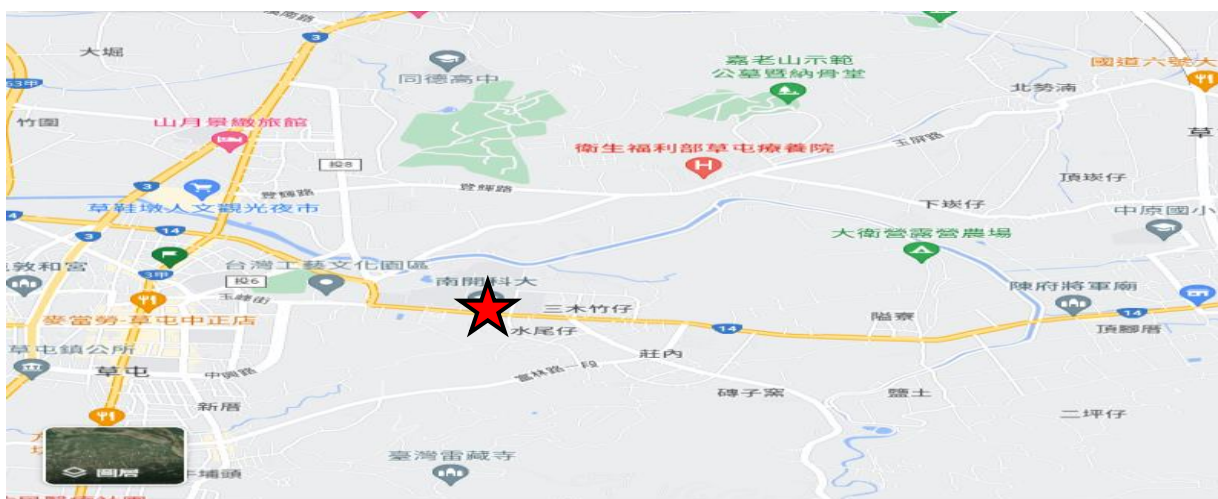 3
大堀
同德高中
嘉老山示範
公墓暨納骨堂
國道六號大
北勢湳
竹圍
山月景緻旅館
投8
衛生福利部草屯療養院
玉屏路
草
3
登輝路
登輝路
頂崁仔
草鞋墩人文觀光夜市
下崁仔
中原國小
14
3
14
大衛營露營農場
敦和宮
3甲
投6
台灣工藝文化園區
南開科大
陳府將軍廟
玉峰街
三木竹仔
隘寮
14
麥當勞-草屯中正店
水尾仔
14
頂腳厝
草屯鎮公所
莊內
草屯
中興路
富林路一段
磚子窯
鹽土
新厝
二坪仔
臺灣雷藏寺
圖層
埔頭